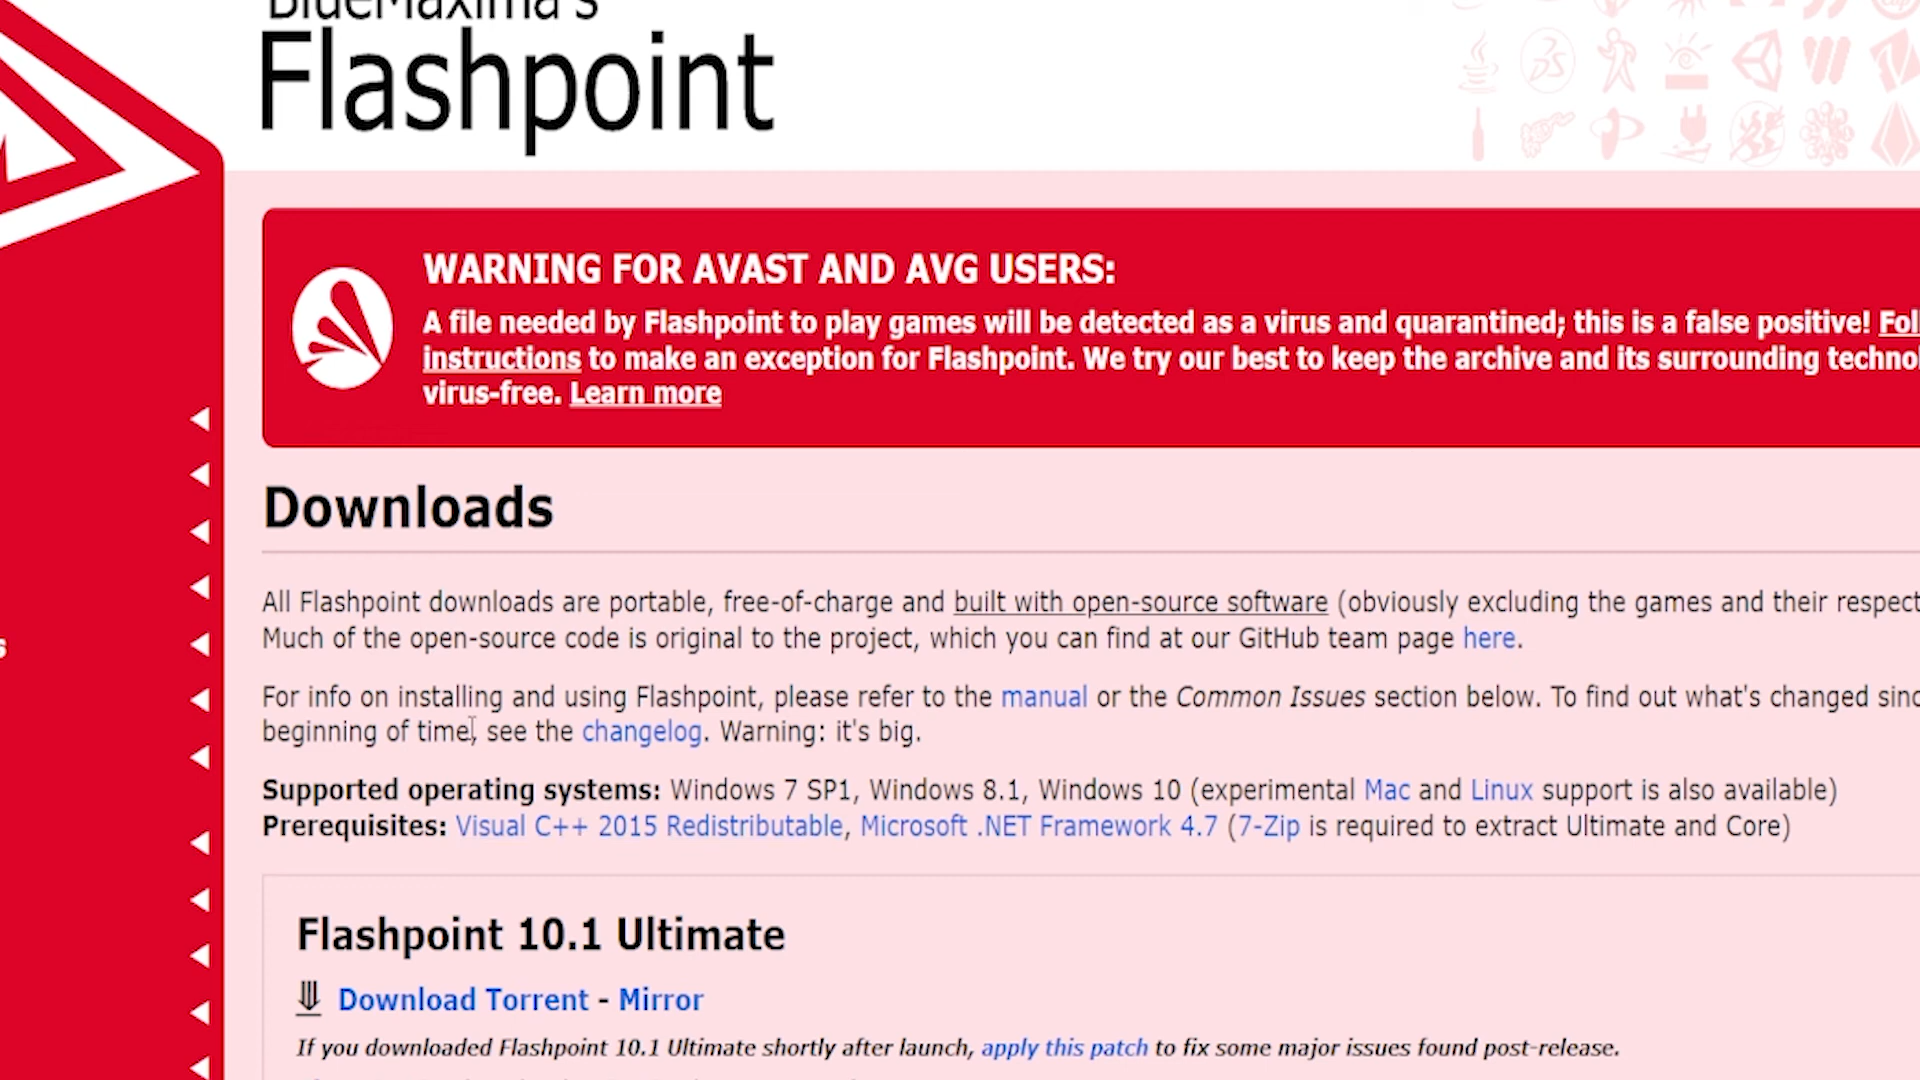 BlueMaxima's
Flashpoint
WARNING FOR AVAST AND AVG USERS:
A file needed by Flashpoint to play games will be detected as a virus and quarantined; this is a false positive! Fol
instructions to make an exception for Flashpoint. We try our best to keep the archive and its surrounding technol
virus-free. Learn more
Downloads
All Flashpoint downloads are portable, free-of-charge and built with open-source software (obviously excluding the games and their respect
Much of the open-source code is original to the project, which you can find at our GitHub team page here.
For info on installing and using Flashpoint, please refer to the manual or the Common Issues section below. To find out what's changed sinc
beginning of time, see the changelog. Warning: it's big.
Supported operating systems: Windows 7 SP1, Windows 8.1, Windows 10 (experimental Mac and Linux support is also available)
Prerequisites: Visual C++ 2015 Redistributable, Microsoft .NET Framework 4.7 (7-Zip is required to extract Ultimate and Core)
Flashpoint 10.1 Ultimate
Download Torrent - Mirror
If you downloaded Flashpoint 10.1 Ultimate shortly after launch, apply this patch to fix some major issues found post-release.